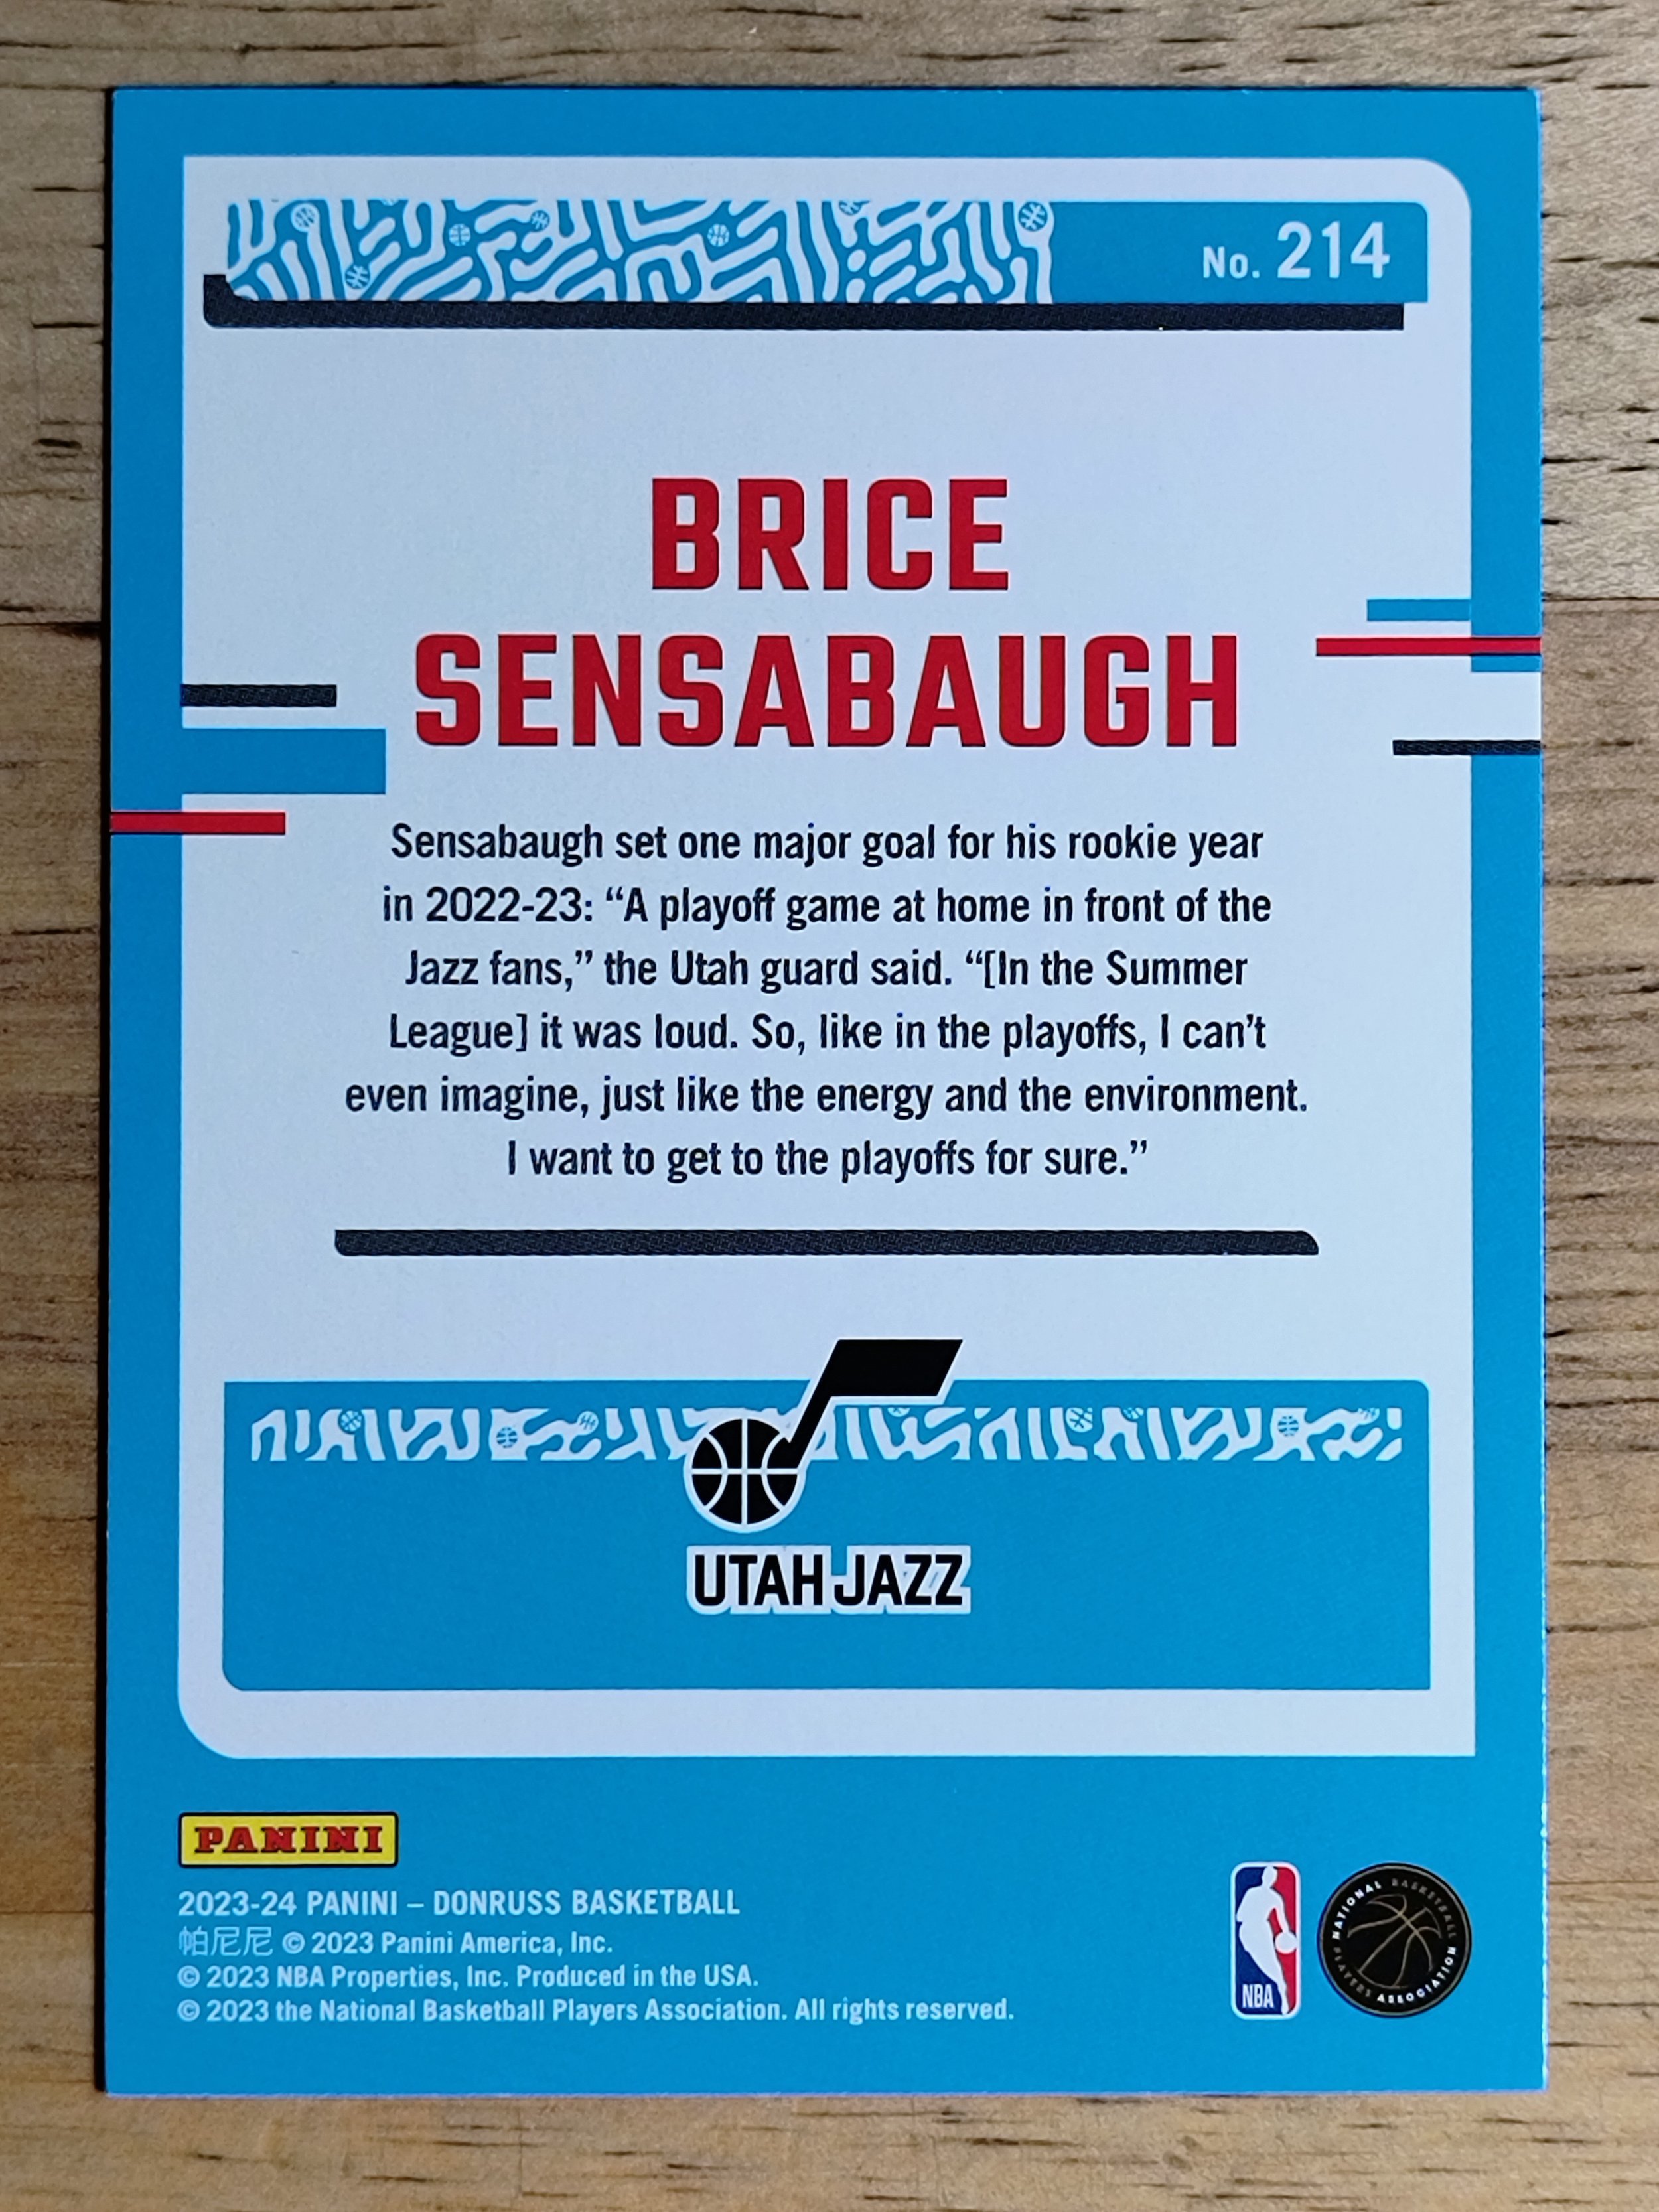 No. 214
BRICE
SENSABAUGH
Sensabaugh set one major goal for his rookie year
in 2022-23: “A playoff game at home in front of the
Jazz fans,” the Utah guard said. “[In the Summer
League] it was loud. So, like in the playoffs, I can’t
even imagine, just like the energy and the environment.
I want to get to the playoffs for sure.”
UTAH JAZZ
PANINI
2023-24 PANINI – DONRUSS BASKETBALL
帕尼尼 © 2023 Panini America, Inc.
© 2023 NBA Properties, Inc. Produced in the USA.
© 2023 the National Basketball Players Association. All rights reserved.
NBA
NATIONAL BASKETBALL
PLAYERS ASSOCIATION